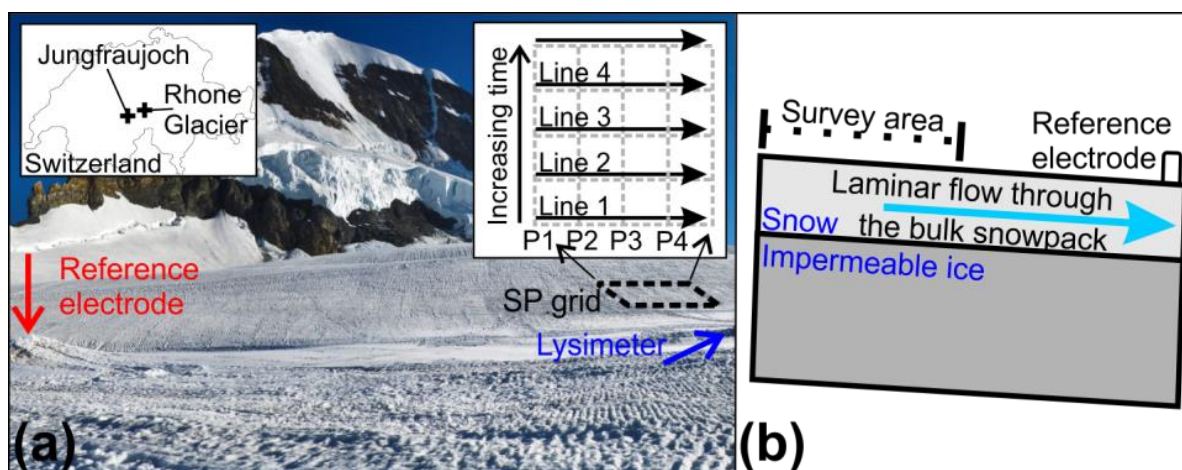 Jungfraujoch
Rhone
Glacier
Switzerland
Increasing time
Line 4
Line 3
Line 2
Line 1
P1 P2 P3 P4
Reference
electrode
SP grid
Lysimeter
(a)
Survey area
Reference
electrode
Laminar flow through
Snow the bulk snowpack
Impermeable ice
(b)